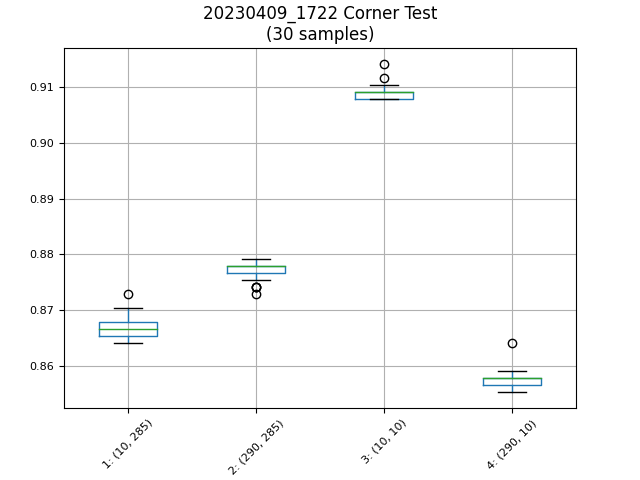 20230409_1722 Corner Test
(30 samples)
0.91
0.90
0.89
0.88
0.87
0.86
1: (10, 285)
2: (290, 285)
3: (10, 10)
4: (290, 10)